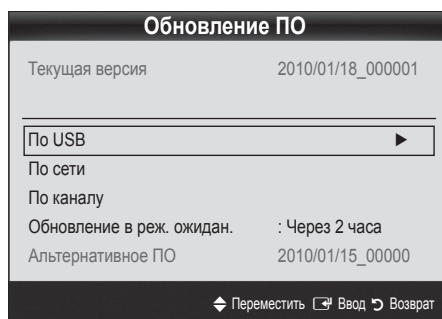 Обновление ПО
Текущая версия 2010/01/18_000001
По USB ►
По сети
По каналу
Обновление в реж. ожидан. : Через 2 часа
Альтернативное ПО 2010/01/15_00000
Переместить Ввод Возврат